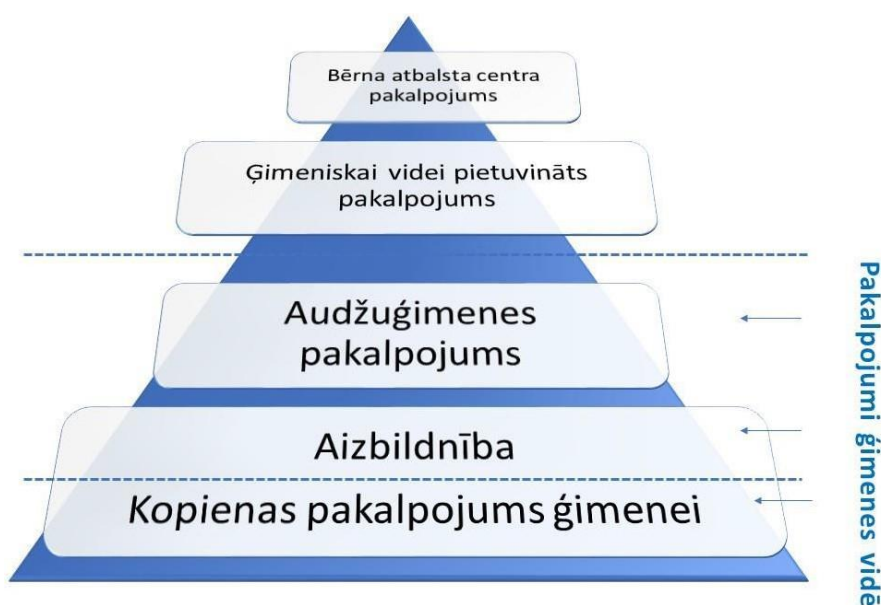 Bērna atbalsta centra
pakalpojums
Ģimeniskai videi pietuvināts
pakalpojums
Audžuģimenes
pakalpojums
Aizbildnība
Kopienas pakalpojums ģimenei
Pakalpojumi ģimenes vidē